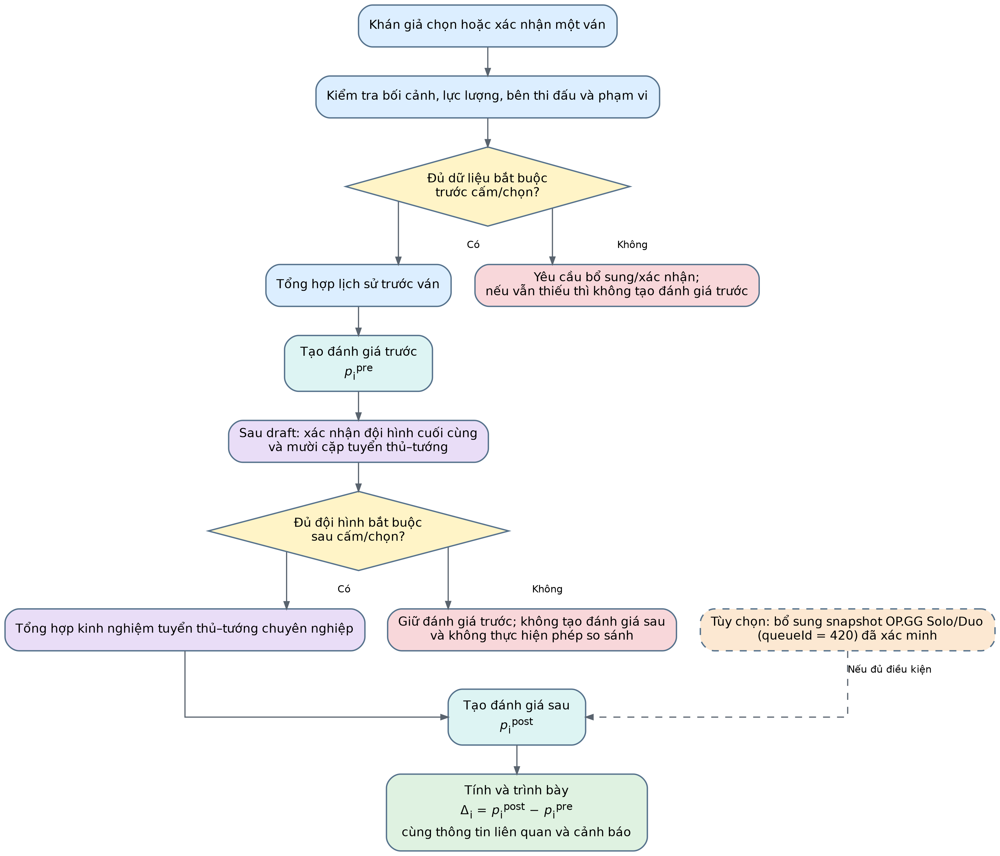 Khán giả chọn hoặc xác nhận một ván
Kiểm tra bối cảnh, lực lượng, bên thi đấu và phạm vi
Đủ dữ liệu bắt buộc
trước cấm/chọn?
Có
Không
Tổng hợp lịch sử trước ván
Yêu cầu bổ sung/xác nhận;
nếu vẫn thiếu thì không tạo đánh giá trước
Tạo đánh giá trước
pᵢᵖʳᵉ
Sau draft: xác nhận đội hình cuối cùng
và mười cặp tuyển thủ–tướng
Đủ đội hình bắt buộc
sau cấm/chọn?
Có
Không
Tổng hợp kinh nghiệm tuyển thủ–tướng chuyên nghiệp
Giữ đánh giá trước; không tạo đánh giá sau
và không thực hiện phép so sánh
Tùy chọn: bổ sung snapshot OP.GG Solo/Duo
(queueId = 420) đã xác minh
Nếu đủ điều kiện
Tạo đánh giá sau
pᵢᵖᵒˢᵗ
Tính và trình bày
Δᵢ = pᵢᵖᵒˢᵗ − pᵢᵖʳᵉ
cùng thông tin liên quan và cảnh báo